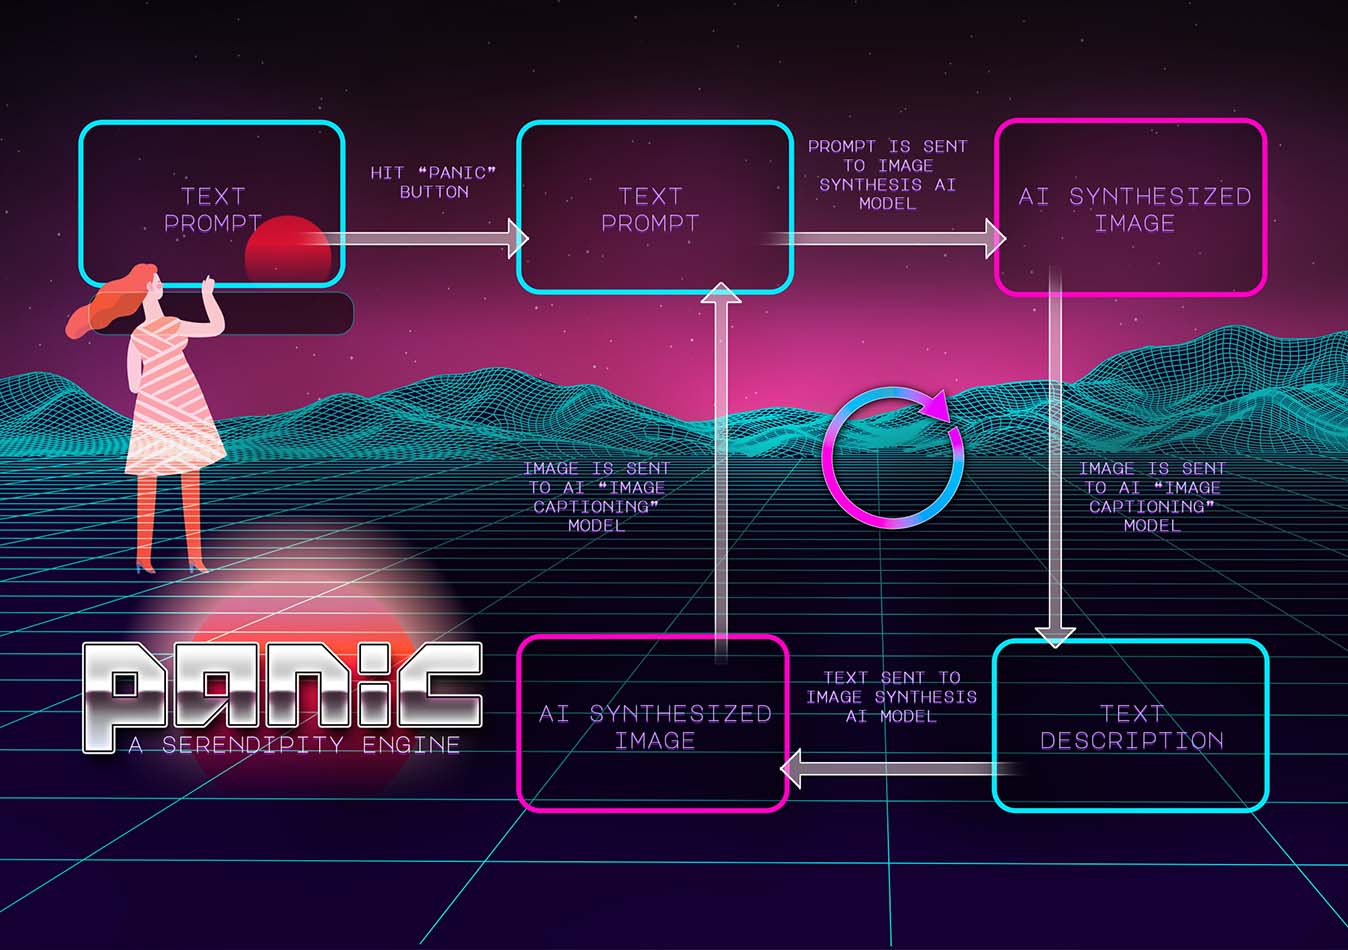 TEXT
PROMPT
HIT “PANIC”
BUTTON
TEXT
PROMPT
PROMPT IS SENT
TO IMAGE
SYNTHESIS AI
MODEL
AI SYNTHESIZED
IMAGE
IMAGE IS SENT
TO AI “IMAGE
CAPTIONING”
MODEL
IMAGE IS SENT
TO AI “IMAGE
CAPTIONING”
MODEL
PANIC
A SERENDIPITY ENGINE
AI SYNTHESIZED
IMAGE
TEXT SENT TO
IMAGE SYNTHESIS
AI MODEL
TEXT
DESCRIPTION